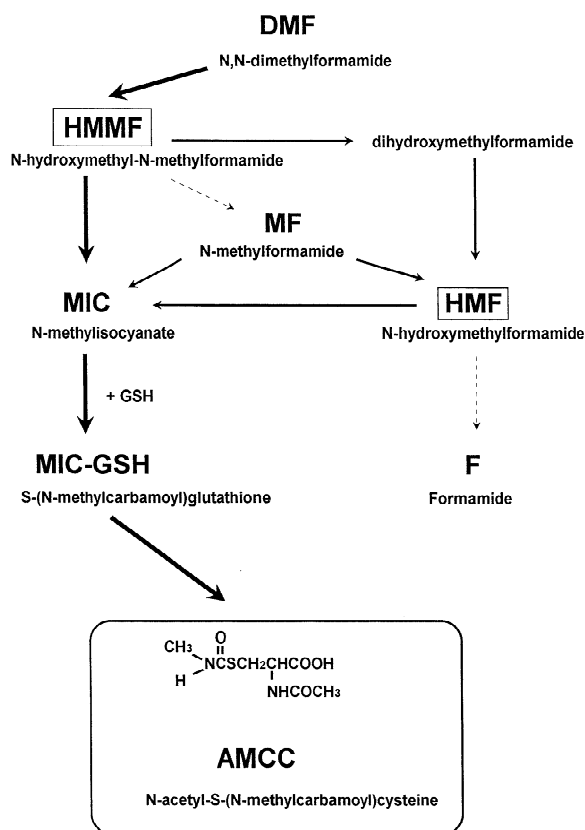 DMF
N,N-dimethylformamide
HMMF
N-hydroxymethyl-N-methylformamide
dihydroxymethylformamide
MF
N-methylformamide
MIC
N-methylisocyanate
HMF
N-hydroxymethylformamide
+ GSH
MIC-GSH
S-(N-methylcarbamoyl)glutathione
F
Formamide
O
CH₃
NCSCH₂CHCOOH
H
NHCOCH₃
AMCC
N-acetyl-S-(N-methylcarbamoyl)cysteine